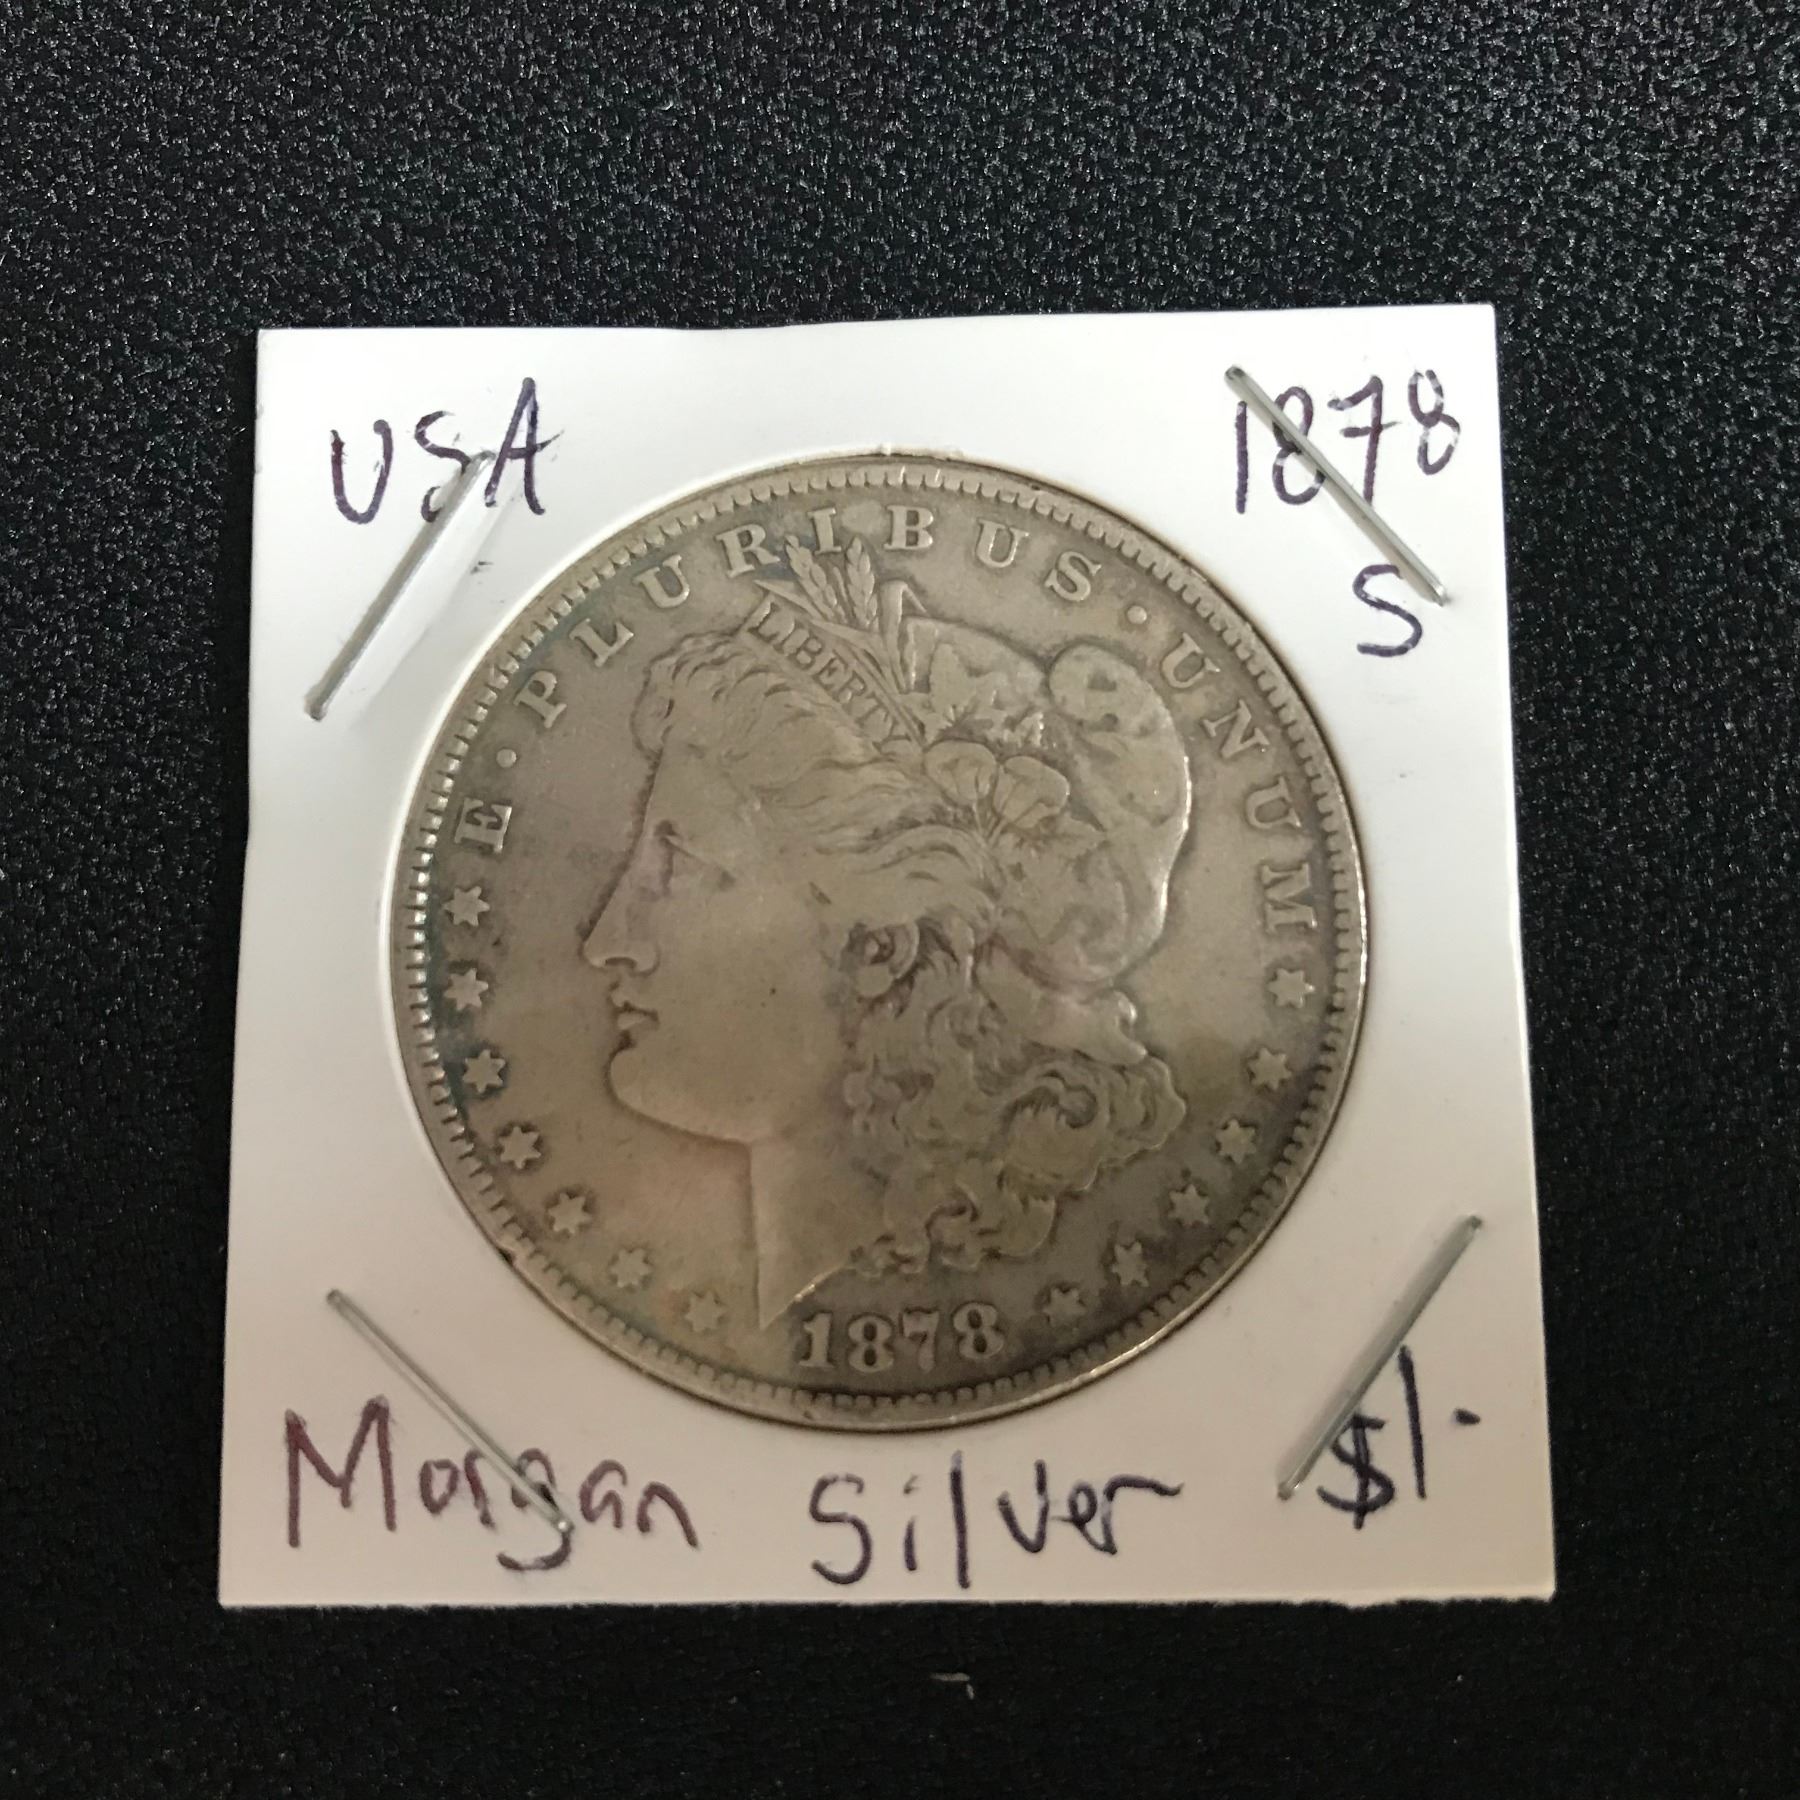 USA 1878
S
E · PLURIBUS · UNUM
LIBERTY
1878
Morgan Silver $1.